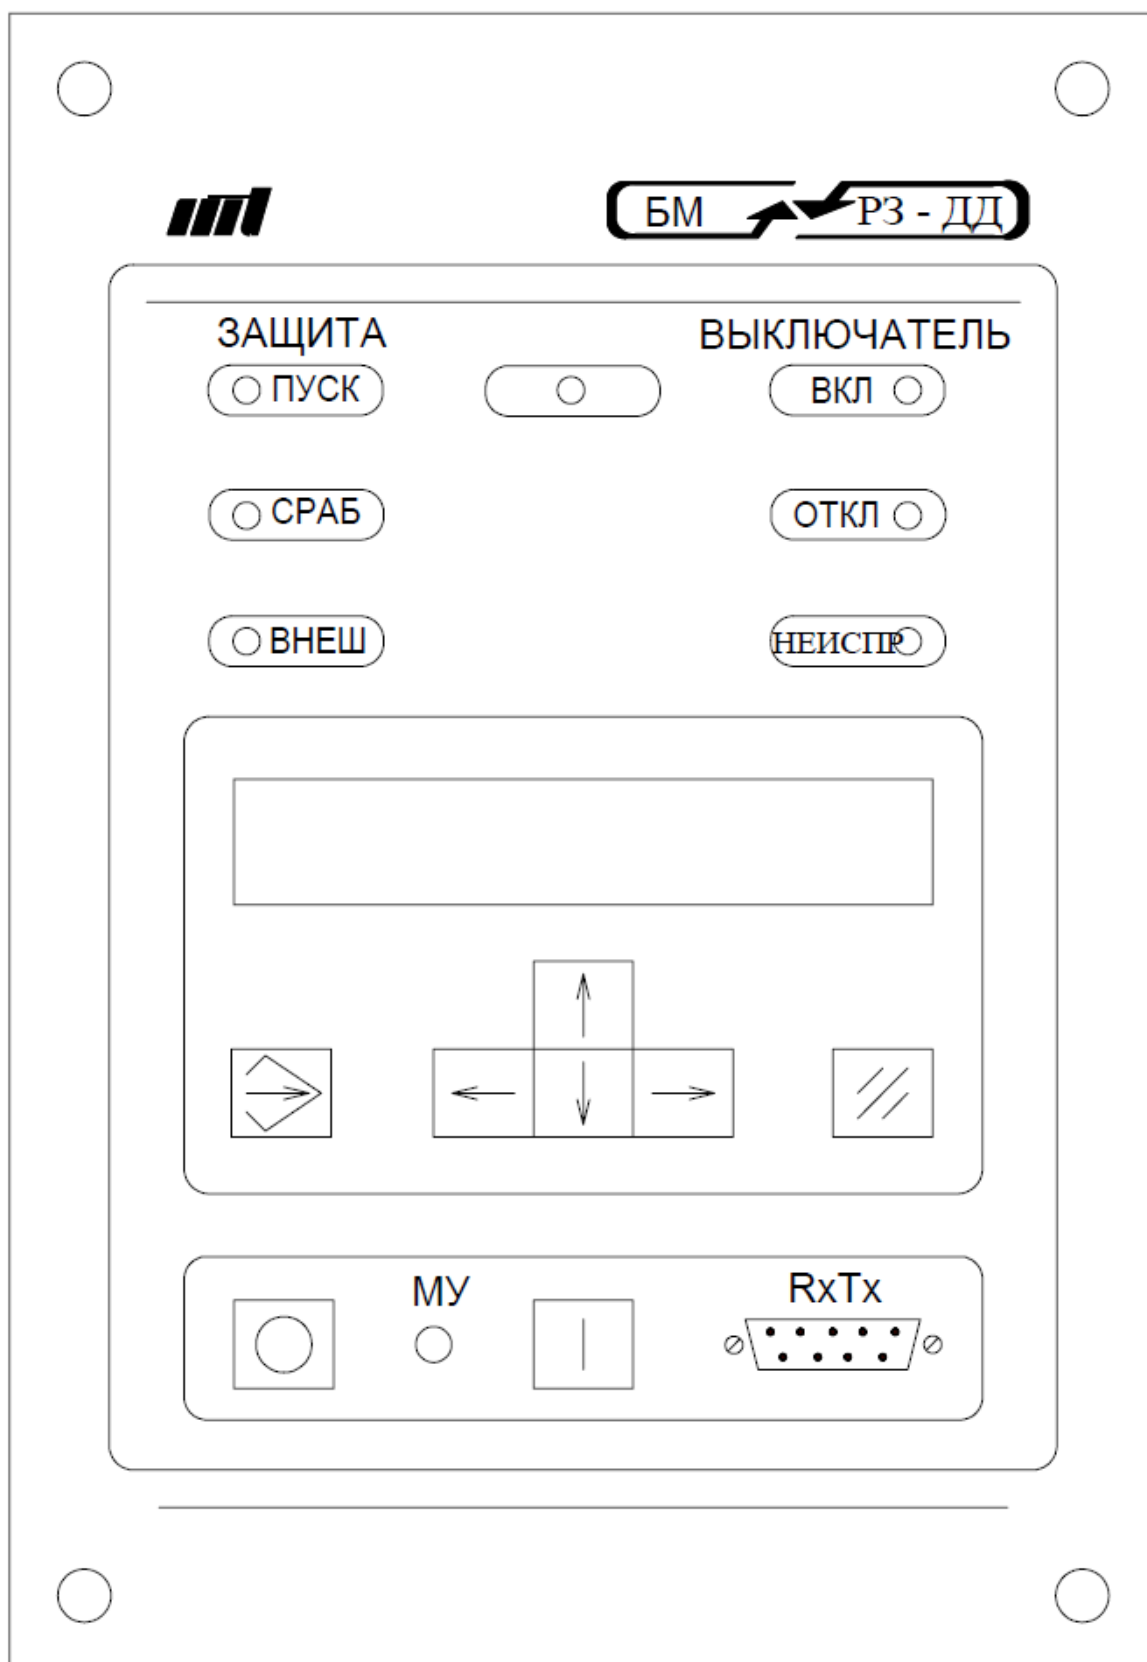 БМ РЗ - ДД
ЗАЩИТА ВЫКЛЮЧАТЕЛЬ
ПУСК ВКЛ
СРАБ ОТКЛ
ВНЕШ НЕИСПР
МУ RxTx